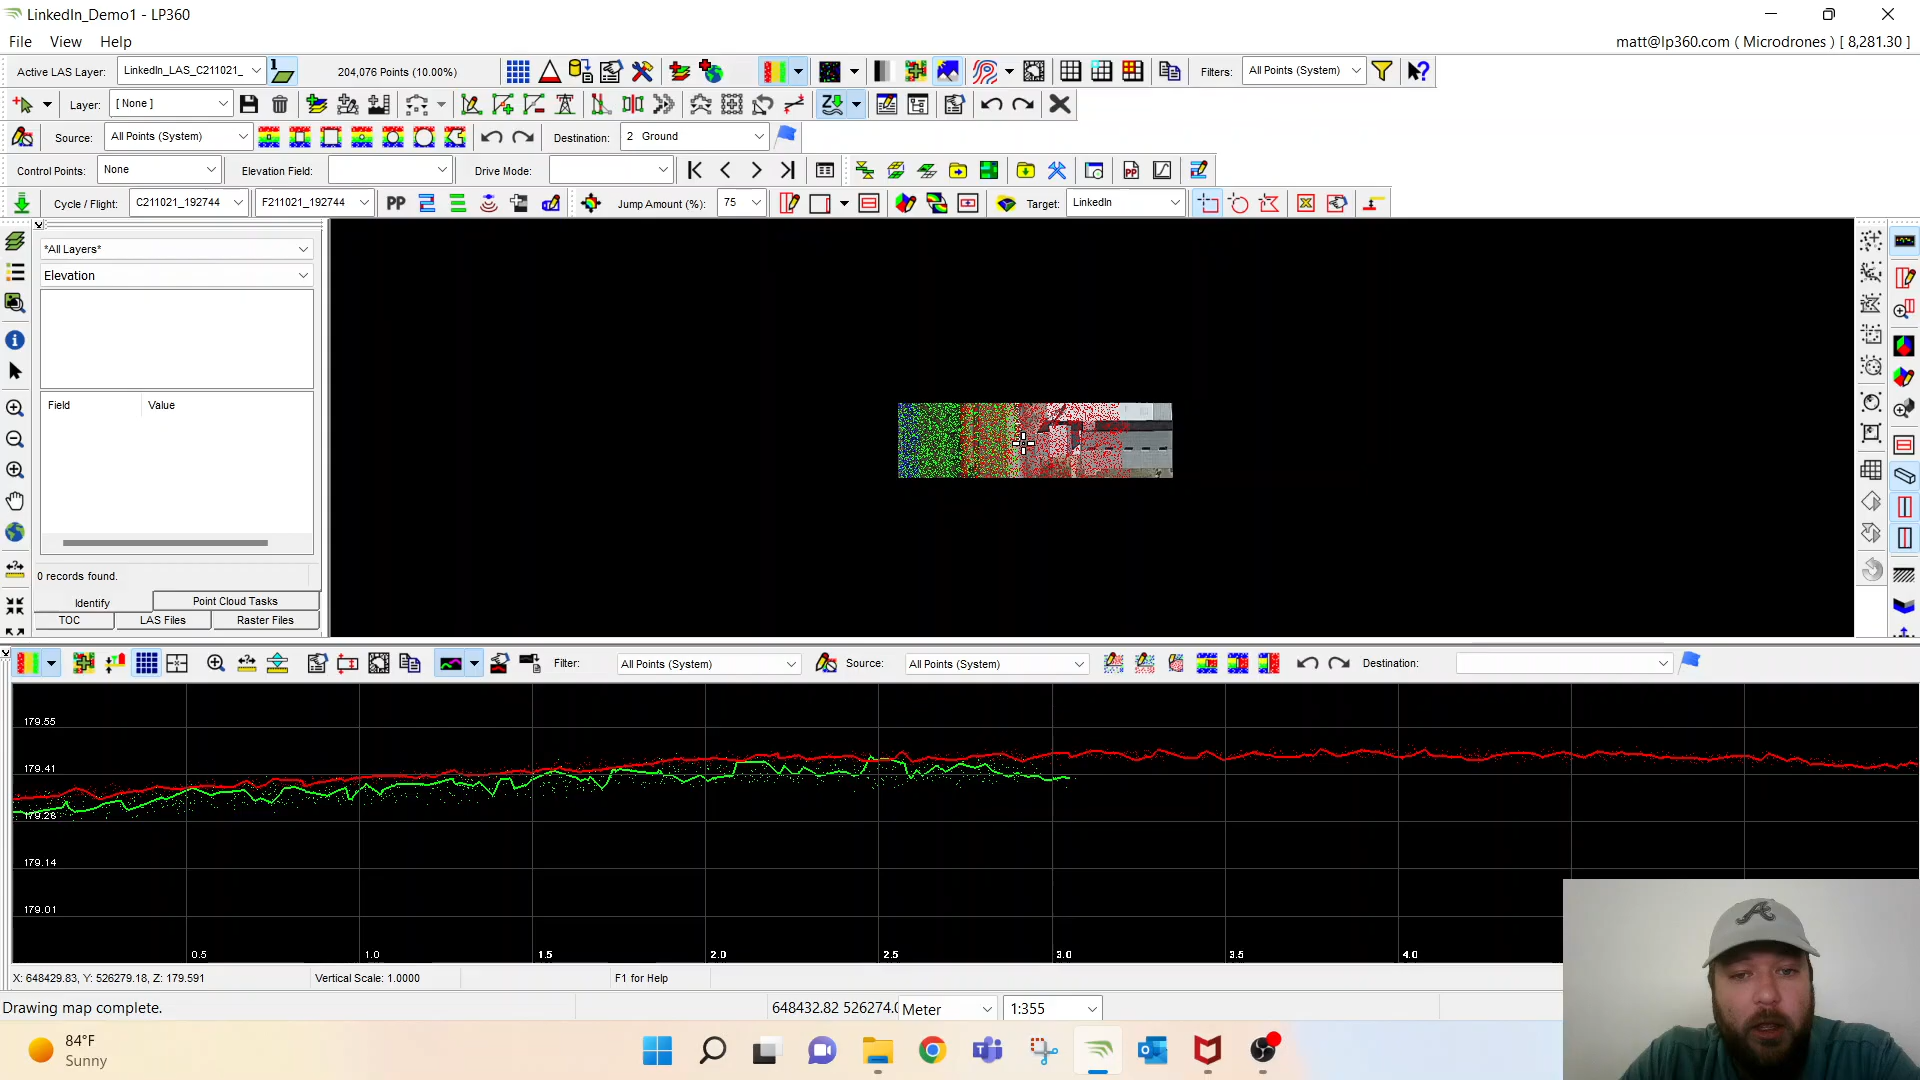 LinkedIn_Demo1 - LP360
File View Help
matt@lp360.com ( Microdrones ) [ 8,281.30 ]
Active LAS Layer: LinkedIn_LAS_C211021_ 204,076 Points (10.00%) Filters: All Points (System)
Layer: [ None ]
Source: All Points (System) Destination: 2 Ground
Control Points: None Elevation Field: Drive Mode:
Cycle / Flight: C211021_192744 F211021_192744 PP Jump Amount (%): 75 Target: LinkedIn
*All Layers*
Elevation
Field Value
0 records found.
Identify Point Cloud Tasks
TOC LAS Files Raster Files
Filter: All Points (System) Source: All Points (System) Destination:
179.55
179.41
179.28
179.14
179.01
0.5 1.0 1.5 2.0 2.5 3.0 3.5 4.0
X: 648429.83, Y: 526279.18, Z: 179.591 Vertical Scale: 1.0000 F1 for Help
Drawing map complete. 648432.82 526274.0 Meter 1:355
84°F
Sunny